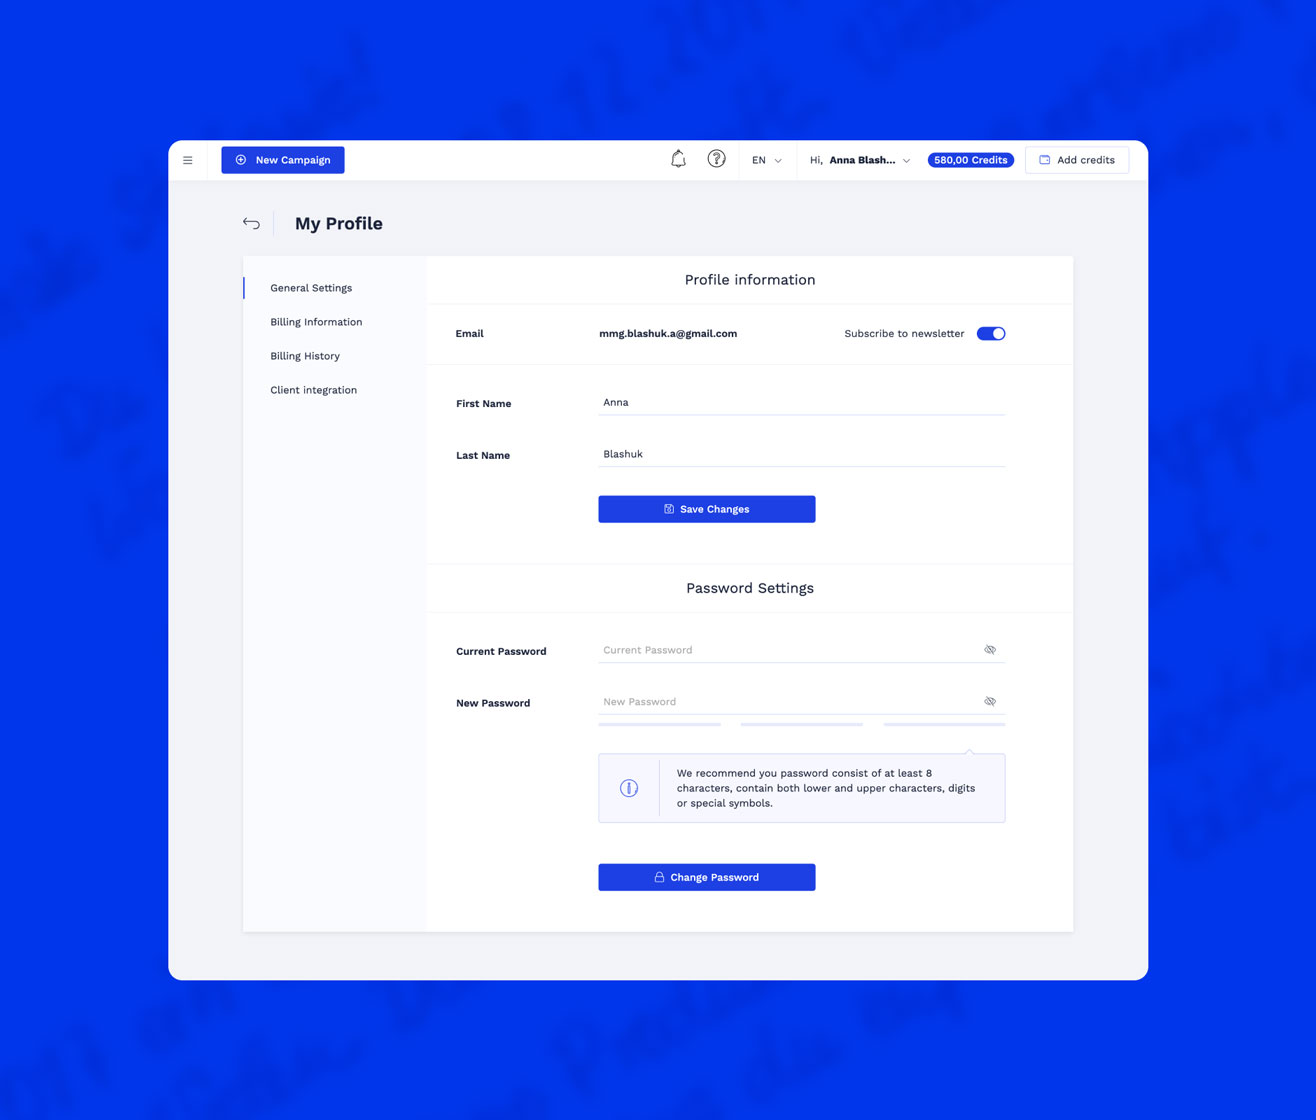 New Campaign
EN
Hi, Anna Blash...
580,00 Credits
Add credits
My Profile
General Settings
Billing Information
Billing History
Client integration
Profile information
Email
mmg.blashuk.a@gmail.com
Subscribe to newsletter
First Name
Anna
Last Name
Blashuk
Save Changes
Password Settings
Current Password
Current Password
New Password
New Password
We recommend you password consist of at least 8
characters, contain both lower and upper characters, digits
or special symbols.
Change Password